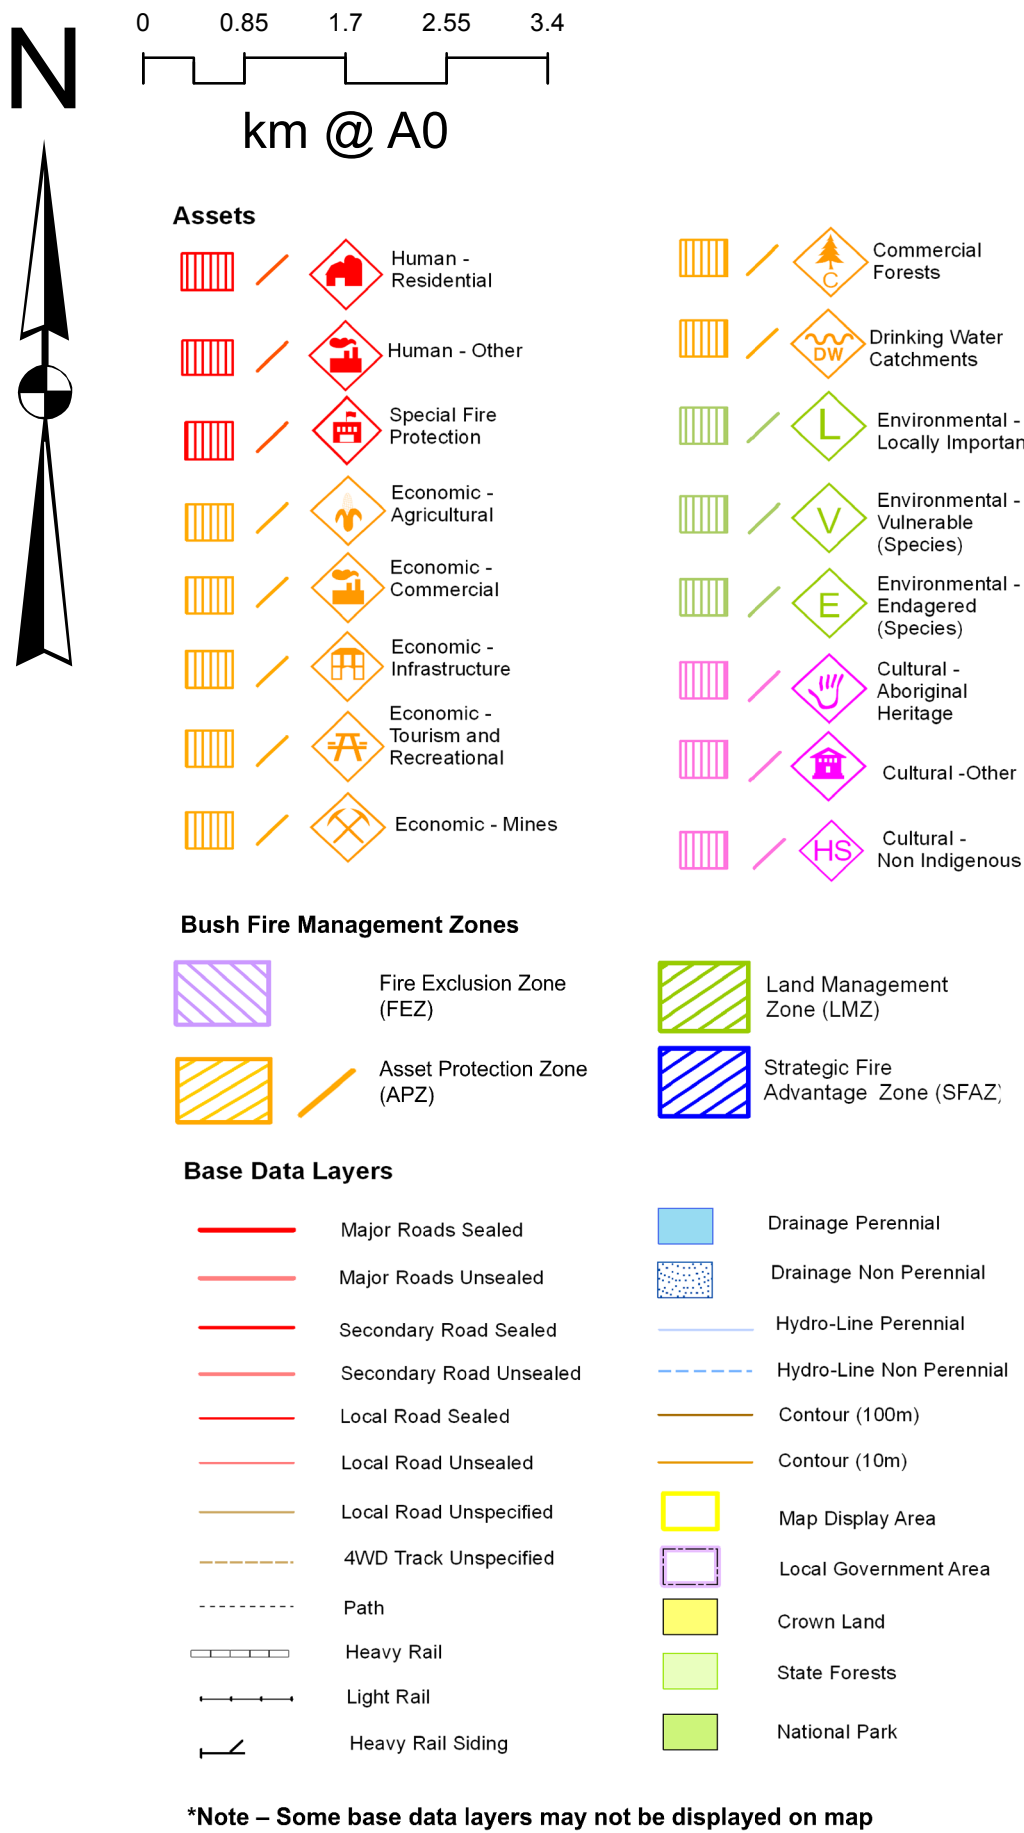 N
0 0.85 1.7 2.55 3.4
km @ A0
Assets
Human -
Residential
Human - Other
Special Fire
Protection
Economic -
Agricultural
Economic -
Commercial
Economic -
Infrastructure
Economic -
Tourism and
Recreational
Economic - Mines
C
Commercial
Forests
DW
Drinking Water
Catchments
L
Environmental -
Locally Importan
V
Environmental -
Vulnerable
(Species)
E
Environmental -
Endagered
(Species)
Cultural -
Aboriginal
Heritage
Cultural -Other
HS
Cultural -
Non Indigenous
Bush Fire Management Zones
Fire Exclusion Zone
(FEZ)
Asset Protection Zone
(APZ)
Land Management
Zone (LMZ)
Strategic Fire
Advantage Zone (SFAZ)
Base Data Layers
Major Roads Sealed
Major Roads Unsealed
Secondary Road Sealed
Secondary Road Unsealed
Local Road Sealed
Local Road Unsealed
Local Road Unspecified
4WD Track Unspecified
Path
Heavy Rail
Light Rail
Heavy Rail Siding
Drainage Perennial
Drainage Non Perennial
Hydro-Line Perennial
Hydro-Line Non Perennial
Contour (100m)
Contour (10m)
Map Display Area
Local Government Area
Crown Land
State Forests
National Park
*Note – Some base data layers may not be displayed on map